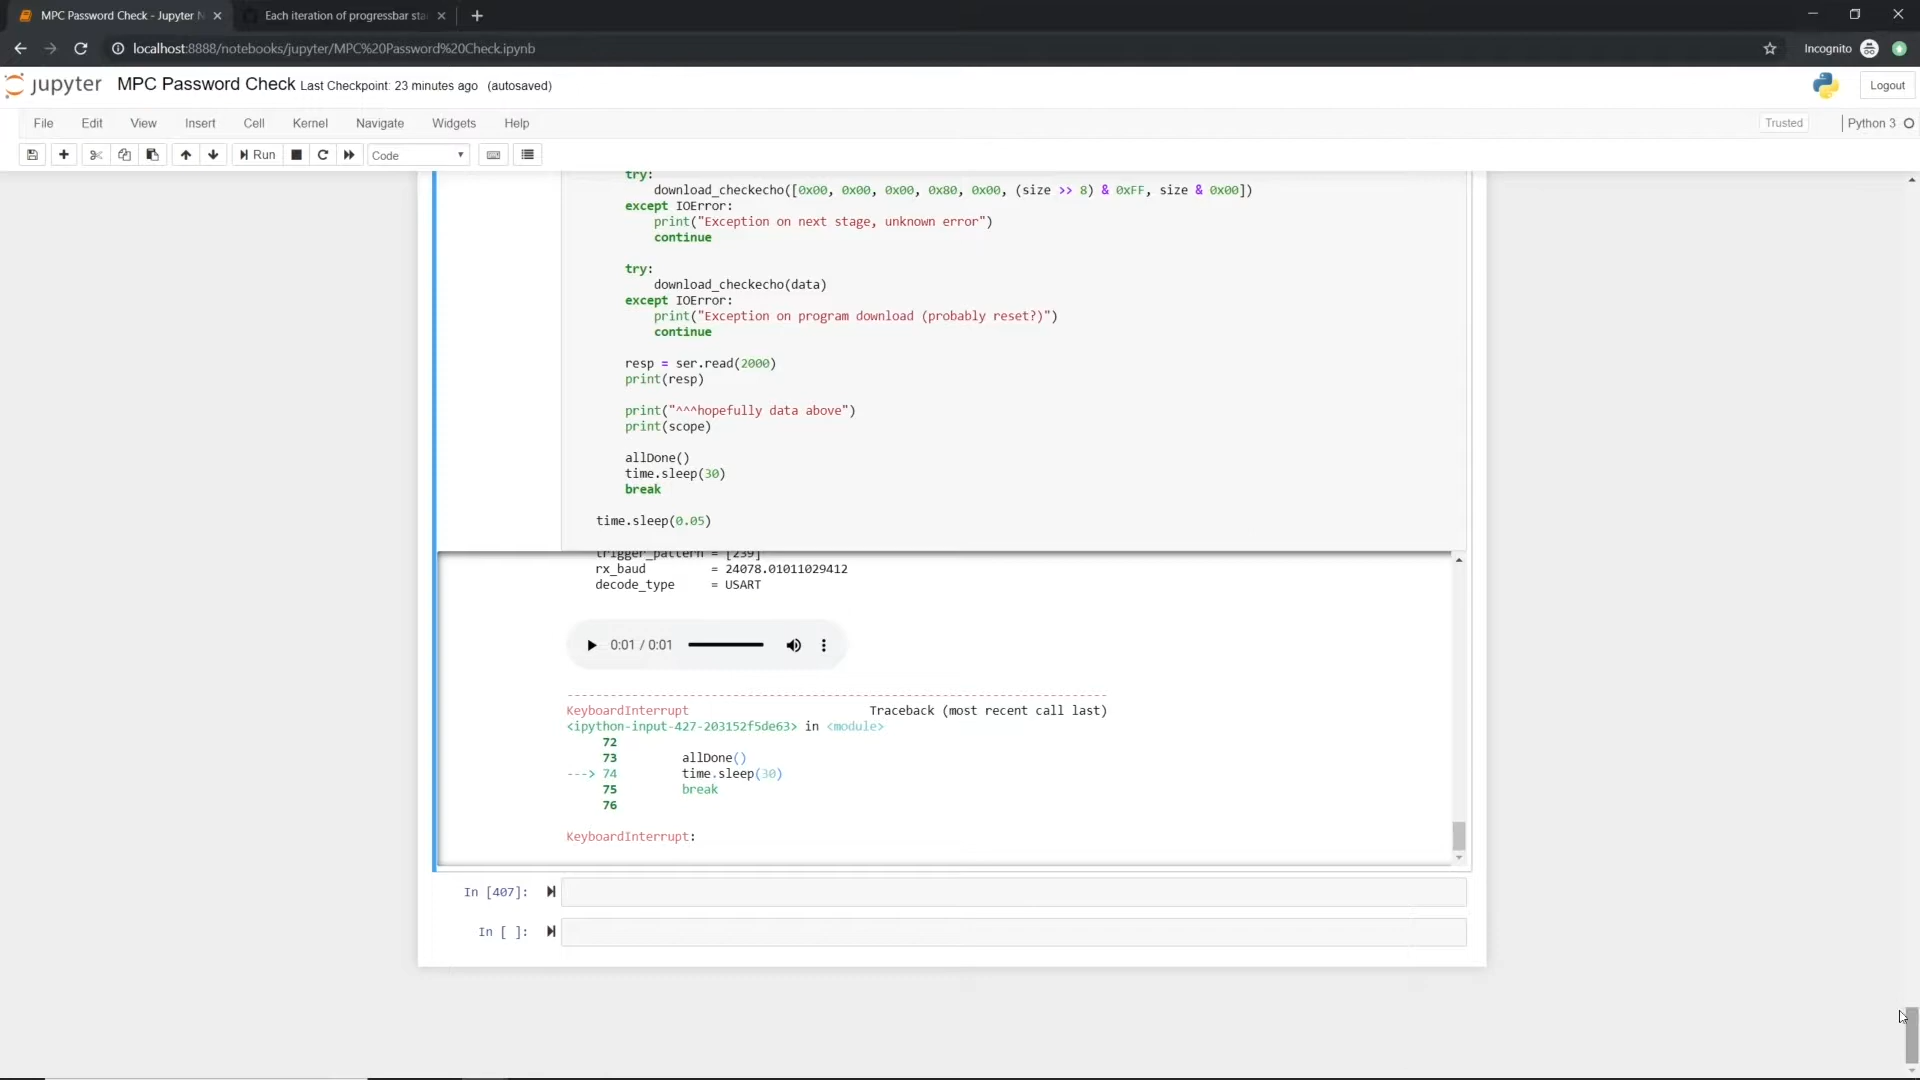 MPC Password Check - Jupyter N
Each iteration of progressbar sta
localhost:8888/notebooks/jupyter/MPC%20Password%20Check.ipynb
Incognito
jupyter MPC Password Check Last Checkpoint: 23 minutes ago (autosaved)
Logout
File Edit View Insert Cell Kernel Navigate Widgets Help
Trusted
Python 3
Run
Code
try:
download_checkecho([0x00, 0x00, 0x00, 0x80, 0x00, (size >> 8) & 0xFF, size & 0x00])
except IOError:
print("Exception on next stage, unknown error")
continue
try:
download_checkecho(data)
except IOError:
print("Exception on program download (probably reset?)")
continue
resp = ser.read(2000)
print(resp)
print("^^^hopefully data above")
print(scope)
allDone()
time.sleep(30)
break
time.sleep(0.05)
trigger_pattern = [239]
rx_baud = 24078.01011029412
decode_type = USART
0:01 / 0:01
---------------------------------------------------------------------------
KeyboardInterrupt Traceback (most recent call last)
<ipython-input-427-203152f5de63> in <module>
72
73 allDone()
---> 74 time.sleep(30)
75 break
76
KeyboardInterrupt:
In [407]:
In [ ]: